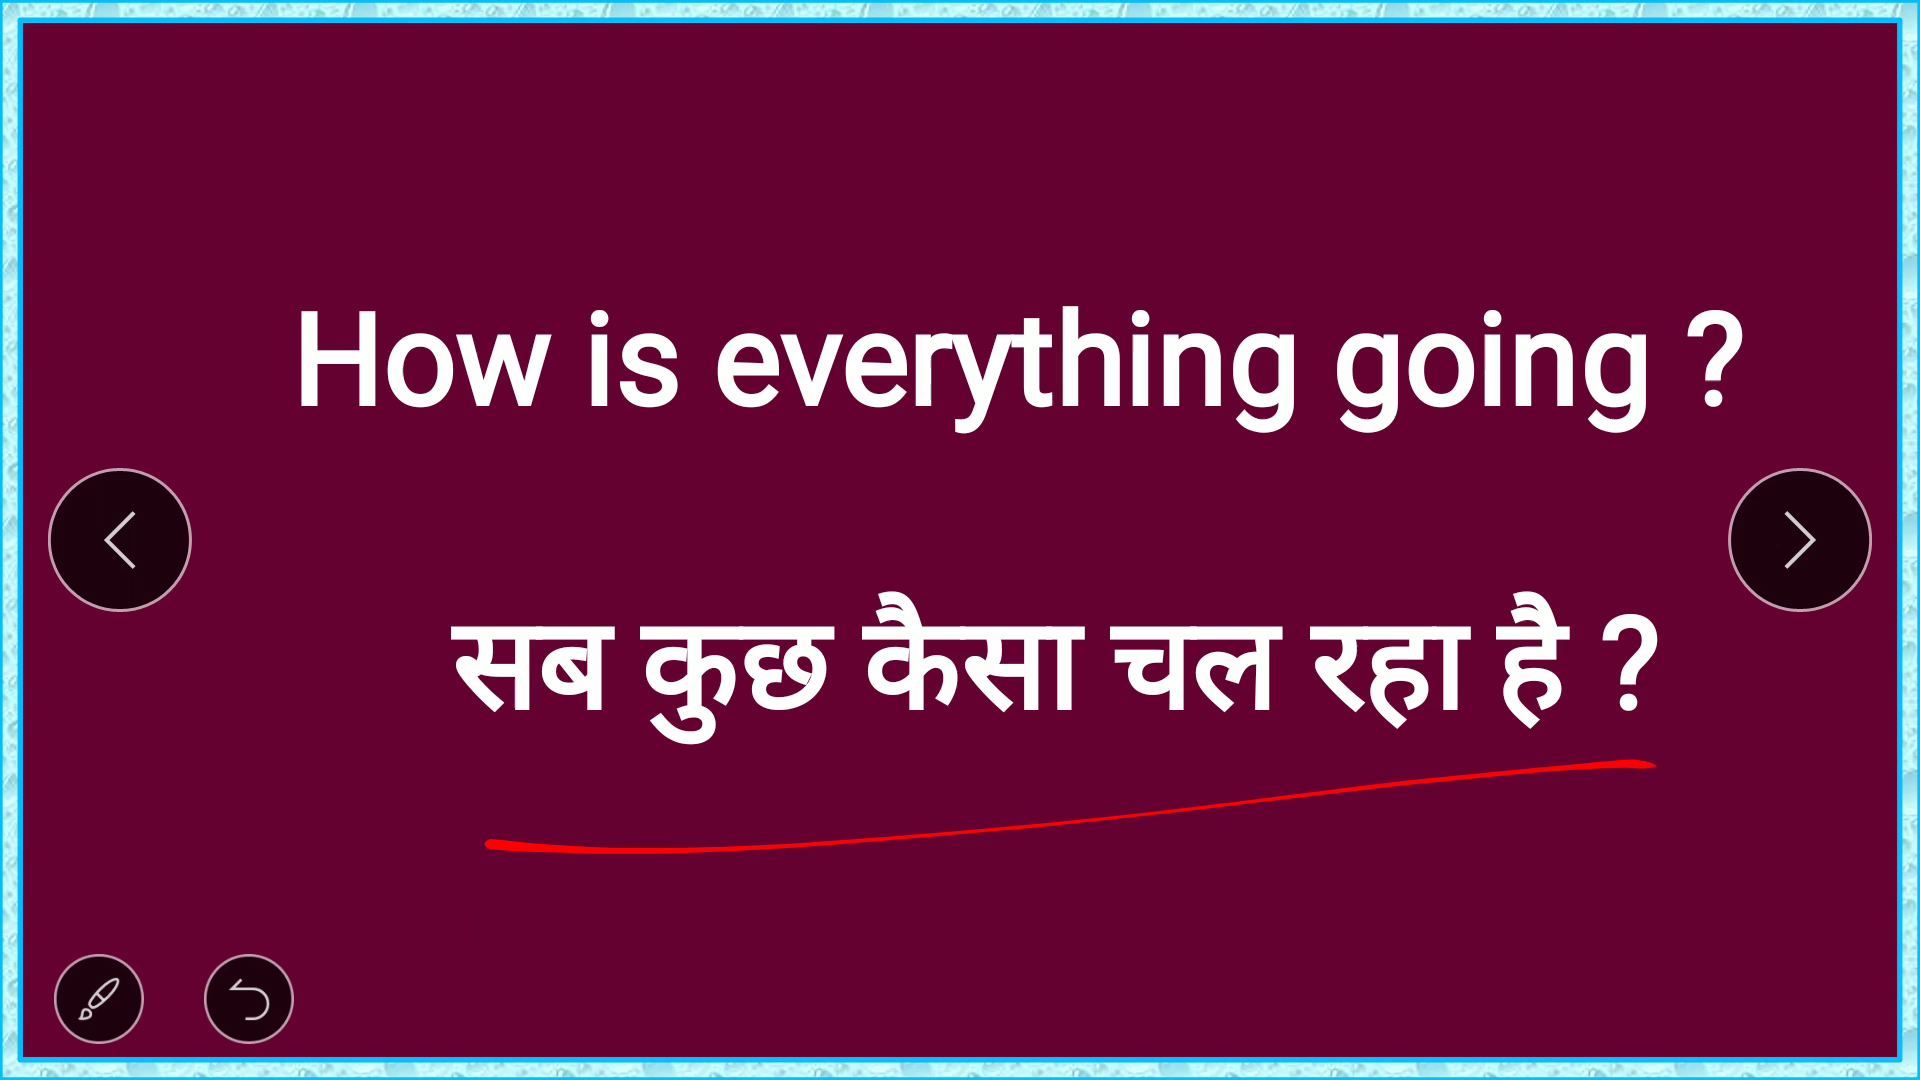 How is everything going ?
सब कुछ कैसा चल रहा है ?